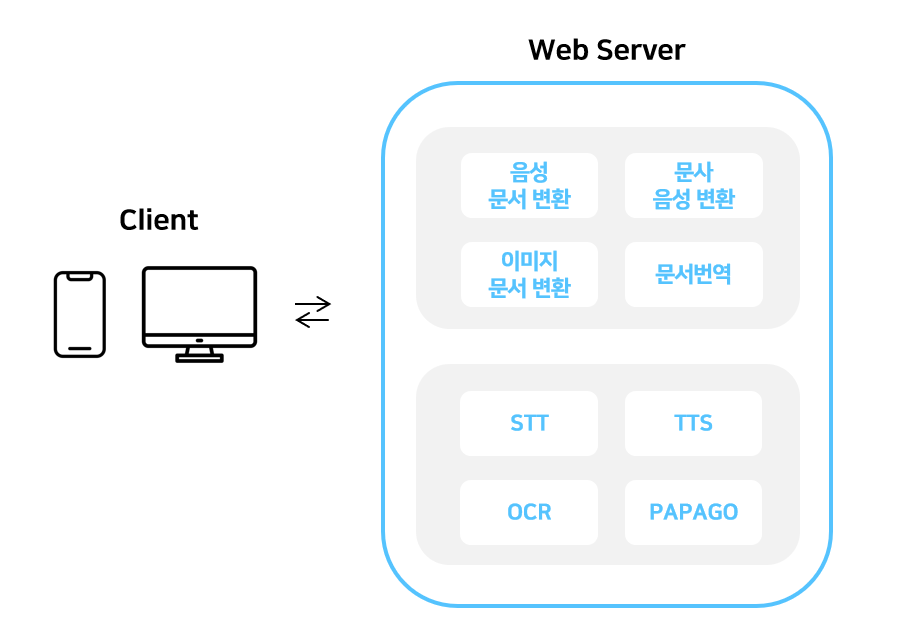 Web Server
Client
음성
문서 변환
문사
음성 변환
이미지
문서 변환
문서번역
STT
TTS
OCR
PAPAGO